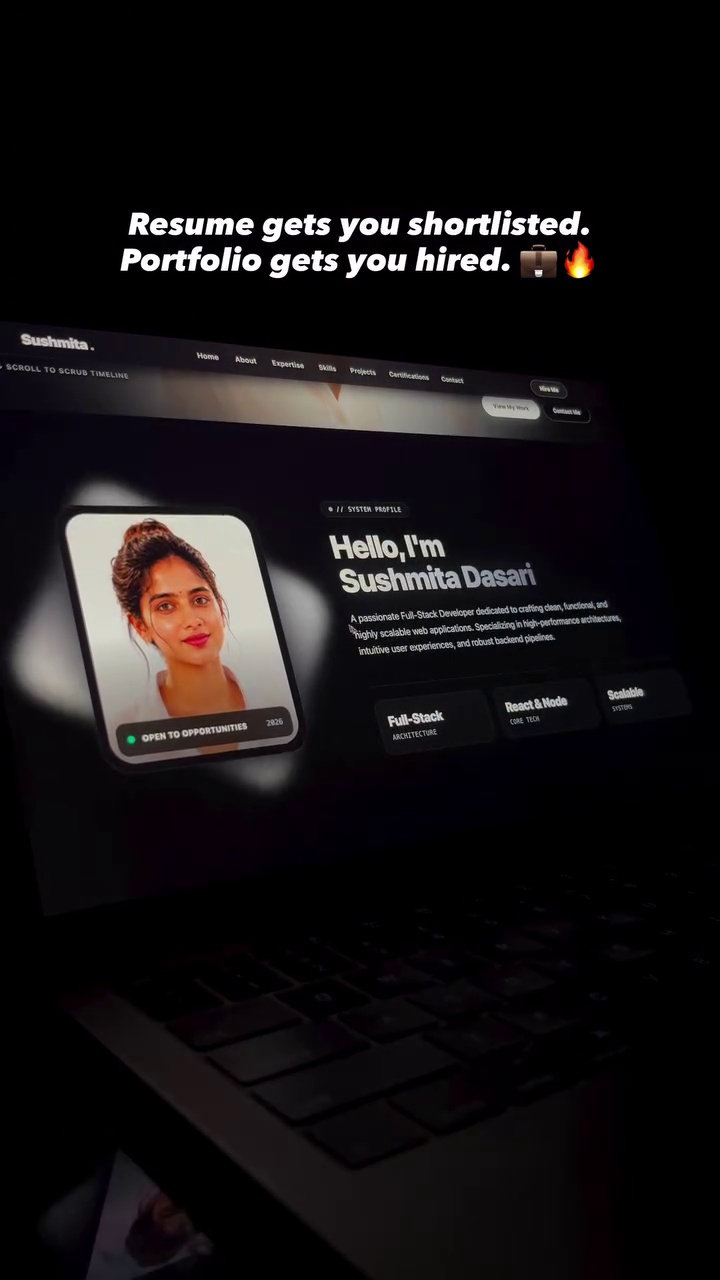 Resume gets you shortlisted.
Portfolio gets you hired. 💼🔥
Sushmita.
Home About Expertise Skills Projects Certifications Contact
Hire Me
SCROLL TO SCRUB TIMELINE
View My Work
Contact Me
// SYSTEM PROFILE
Hello, I'm
Sushmita Dasari
A passionate Full-Stack Developer dedicated to crafting clean, functional, and
highly scalable web applications. Specializing in high-performance architectures,
intuitive user experiences, and robust backend pipelines.
OPEN TO OPPORTUNITIES 2026
Full-Stack
ARCHITECTURE
React & Node
CORE TECH
Scalable
SYSTEMS